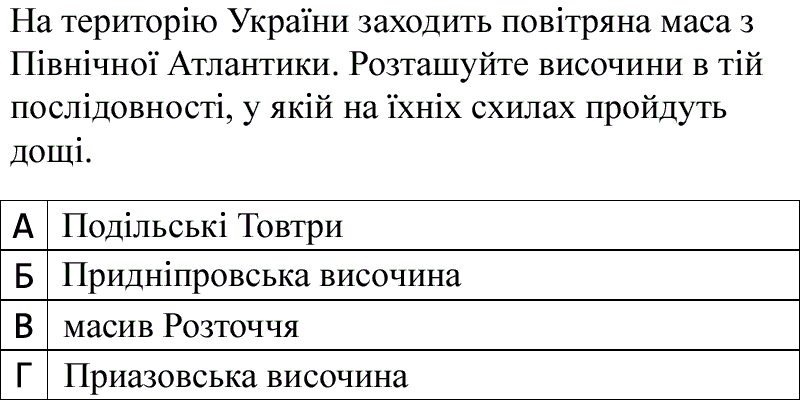 На територію України заходить повітряна маса з
Північної Атлантики. Розташуйте височини в тій
послідовності, у якій на їхніх схилах пройдуть
дощі.
А Подільські Товтри
Б Придніпровська височина
В масив Розточчя
Г Приазовська височина